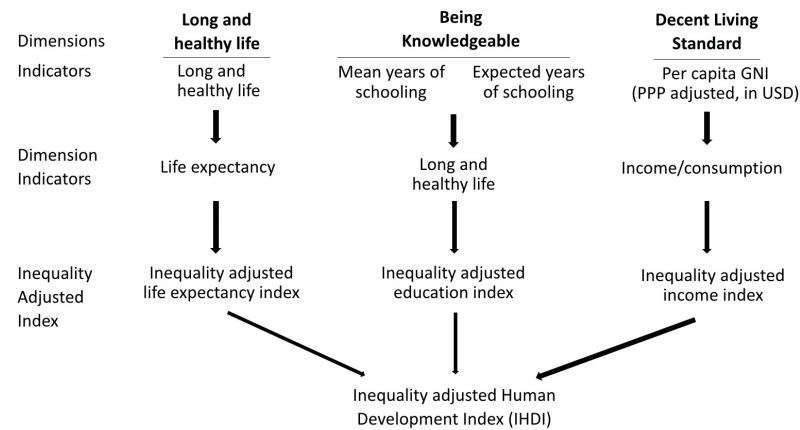 Dimensions
Long and
healthy life
Being
Knowledgeable
Decent Living
Standard
Indicators
Long and
healthy life
Mean years of
schooling
Expected years
of schooling
Per capita GNI
(PPP adjusted, in USD)
Dimension
Indicators
Life expectancy
Long and
healthy life
Income/consumption
Inequality
Adjusted
Index
Inequality adjusted
life expectancy index
Inequality adjusted
education index
Inequality adjusted
income index
Inequality adjusted Human
Development Index (IHDI)